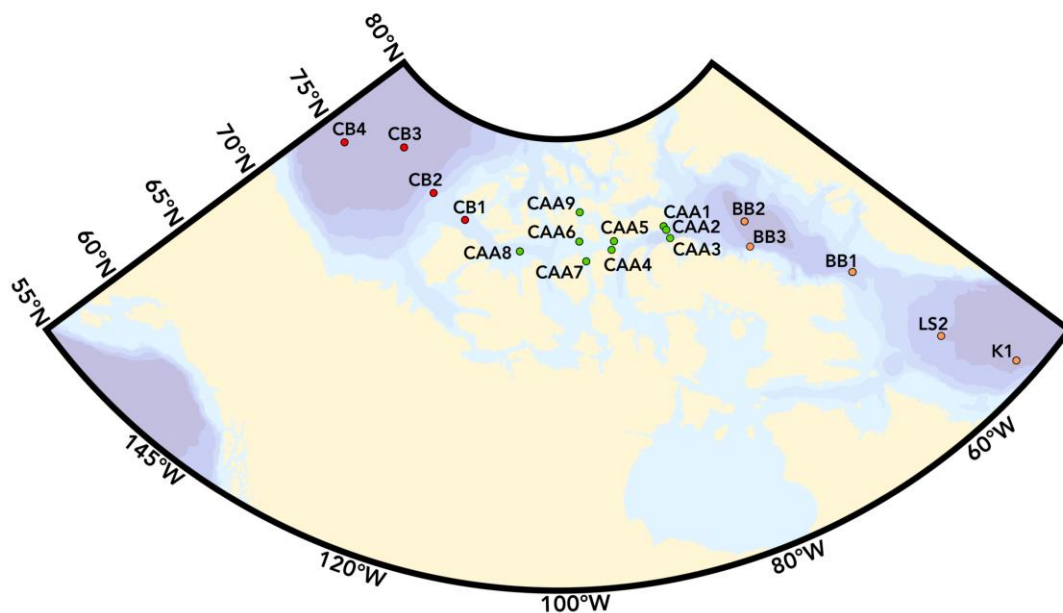 80°N
75°N
70°N
65°N
60°N
55°N
CB4
CB3
CB2
CB1
CAA9
CAA6
CAA5
CAA8
CAA7
CAA4
CAA1
CAA2
CAA3
BB2
BB3
BB1
LS2
K1
145°W
120°W
100°W
80°W
60°W